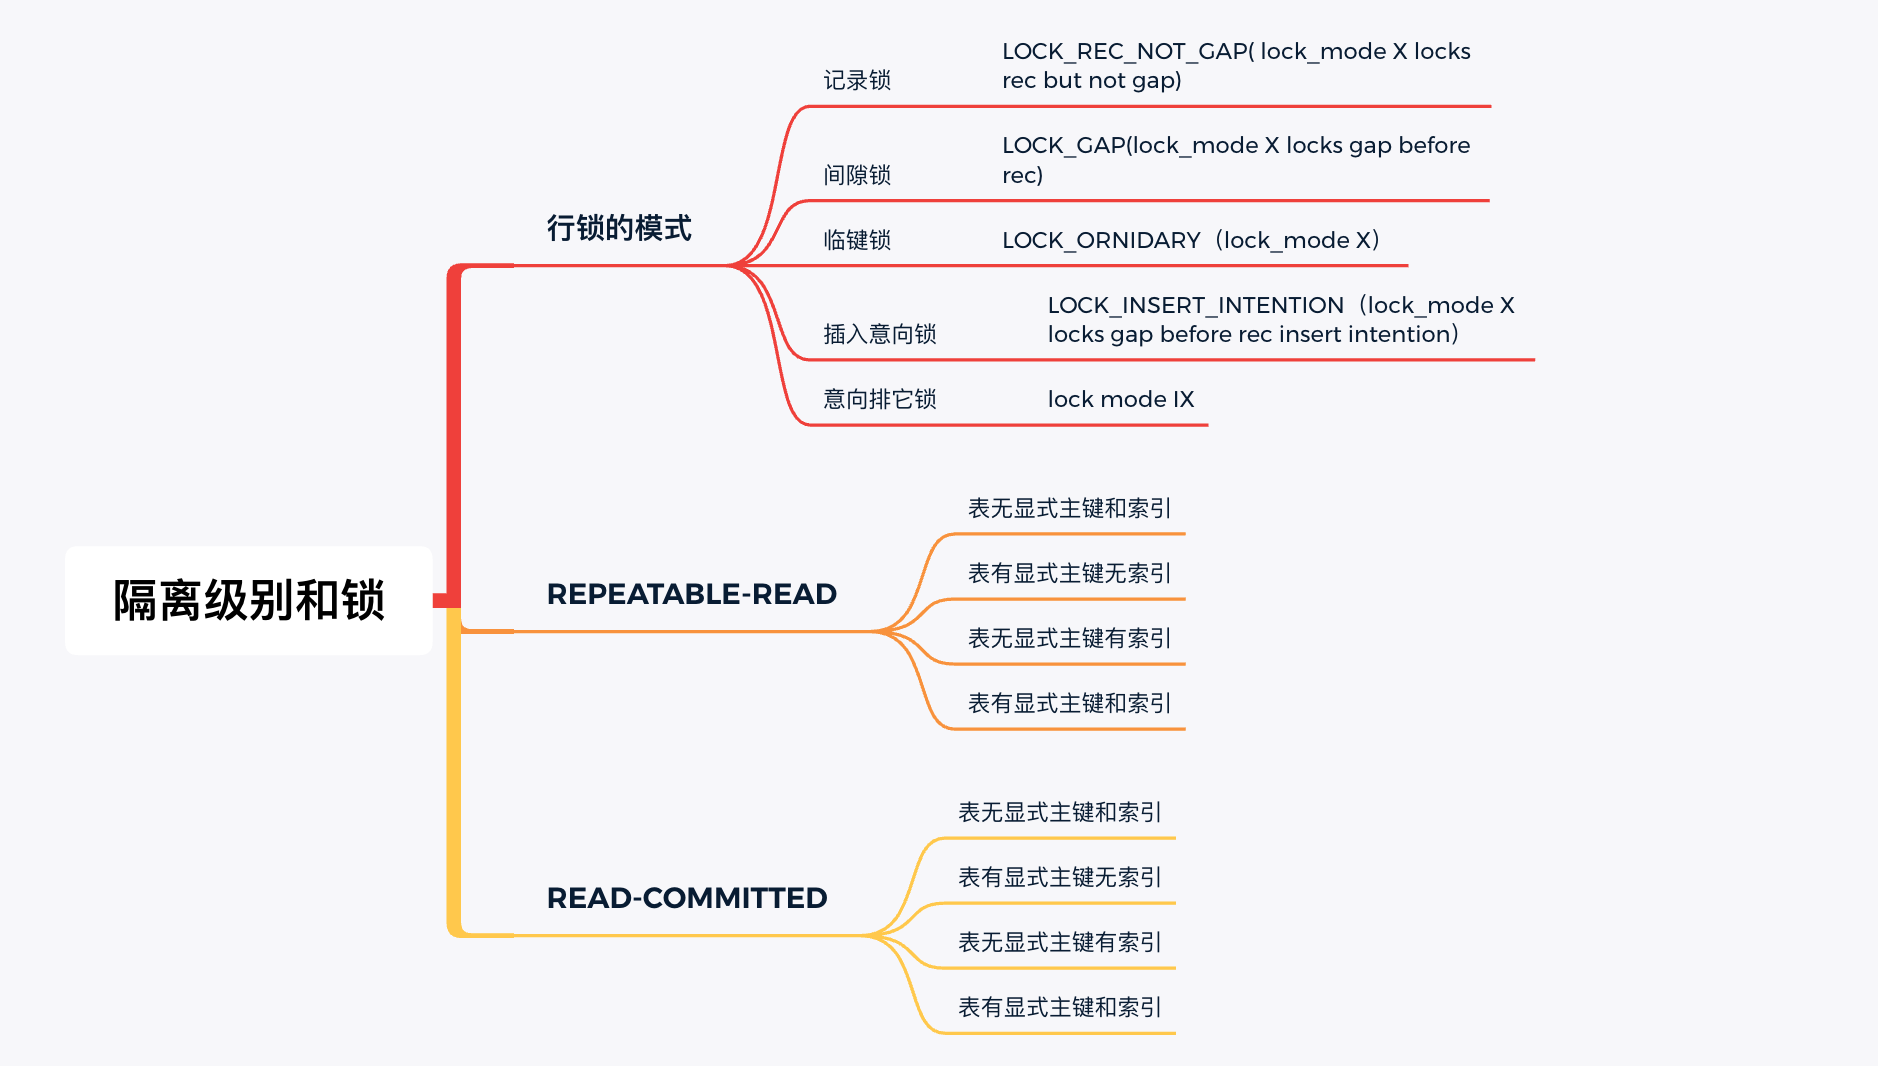 隔离级别和锁
行锁的模式
记录锁
LOCK_REC_NOT_GAP( lock_mode X locks
rec but not gap)
间隙锁
LOCK_GAP(lock_mode X locks gap before
rec)
临键锁
LOCK_ORNIDARY（lock_mode X）
插入意向锁
LOCK_INSERT_INTENTION（lock_mode X
locks gap before rec insert intention）
意向排它锁
lock mode IX
REPEATABLE-READ
表无显式主键和索引
表有显式主键无索引
表无显式主键有索引
表有显式主键和索引
READ-COMMITTED
表无显式主键和索引
表有显式主键无索引
表无显式主键有索引
表有显式主键和索引